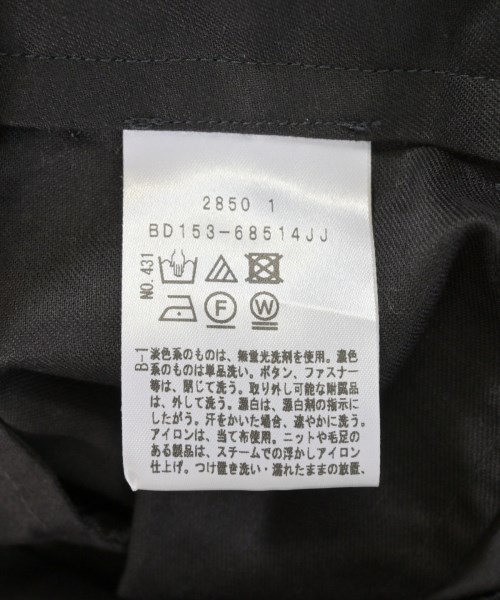 2850 1
BD153-68514JJ
NO.431
F
W
B-1
淡色系のものは、無蛍光洗剤を使用。濃色
系のものは単品洗い。ボタン、ファスナー
等は、閉じて洗う。取り外し可能な附属品
は、外して洗う。漂白は、漂白剤の指示に
したがう。汗をかいた場合、速やかに洗う。
アイロンは、当て布使用。ニットや毛足の
ある製品は、スチームでの浮かしアイロン
仕上げ。つけ置き洗い・濡れたままの放置、